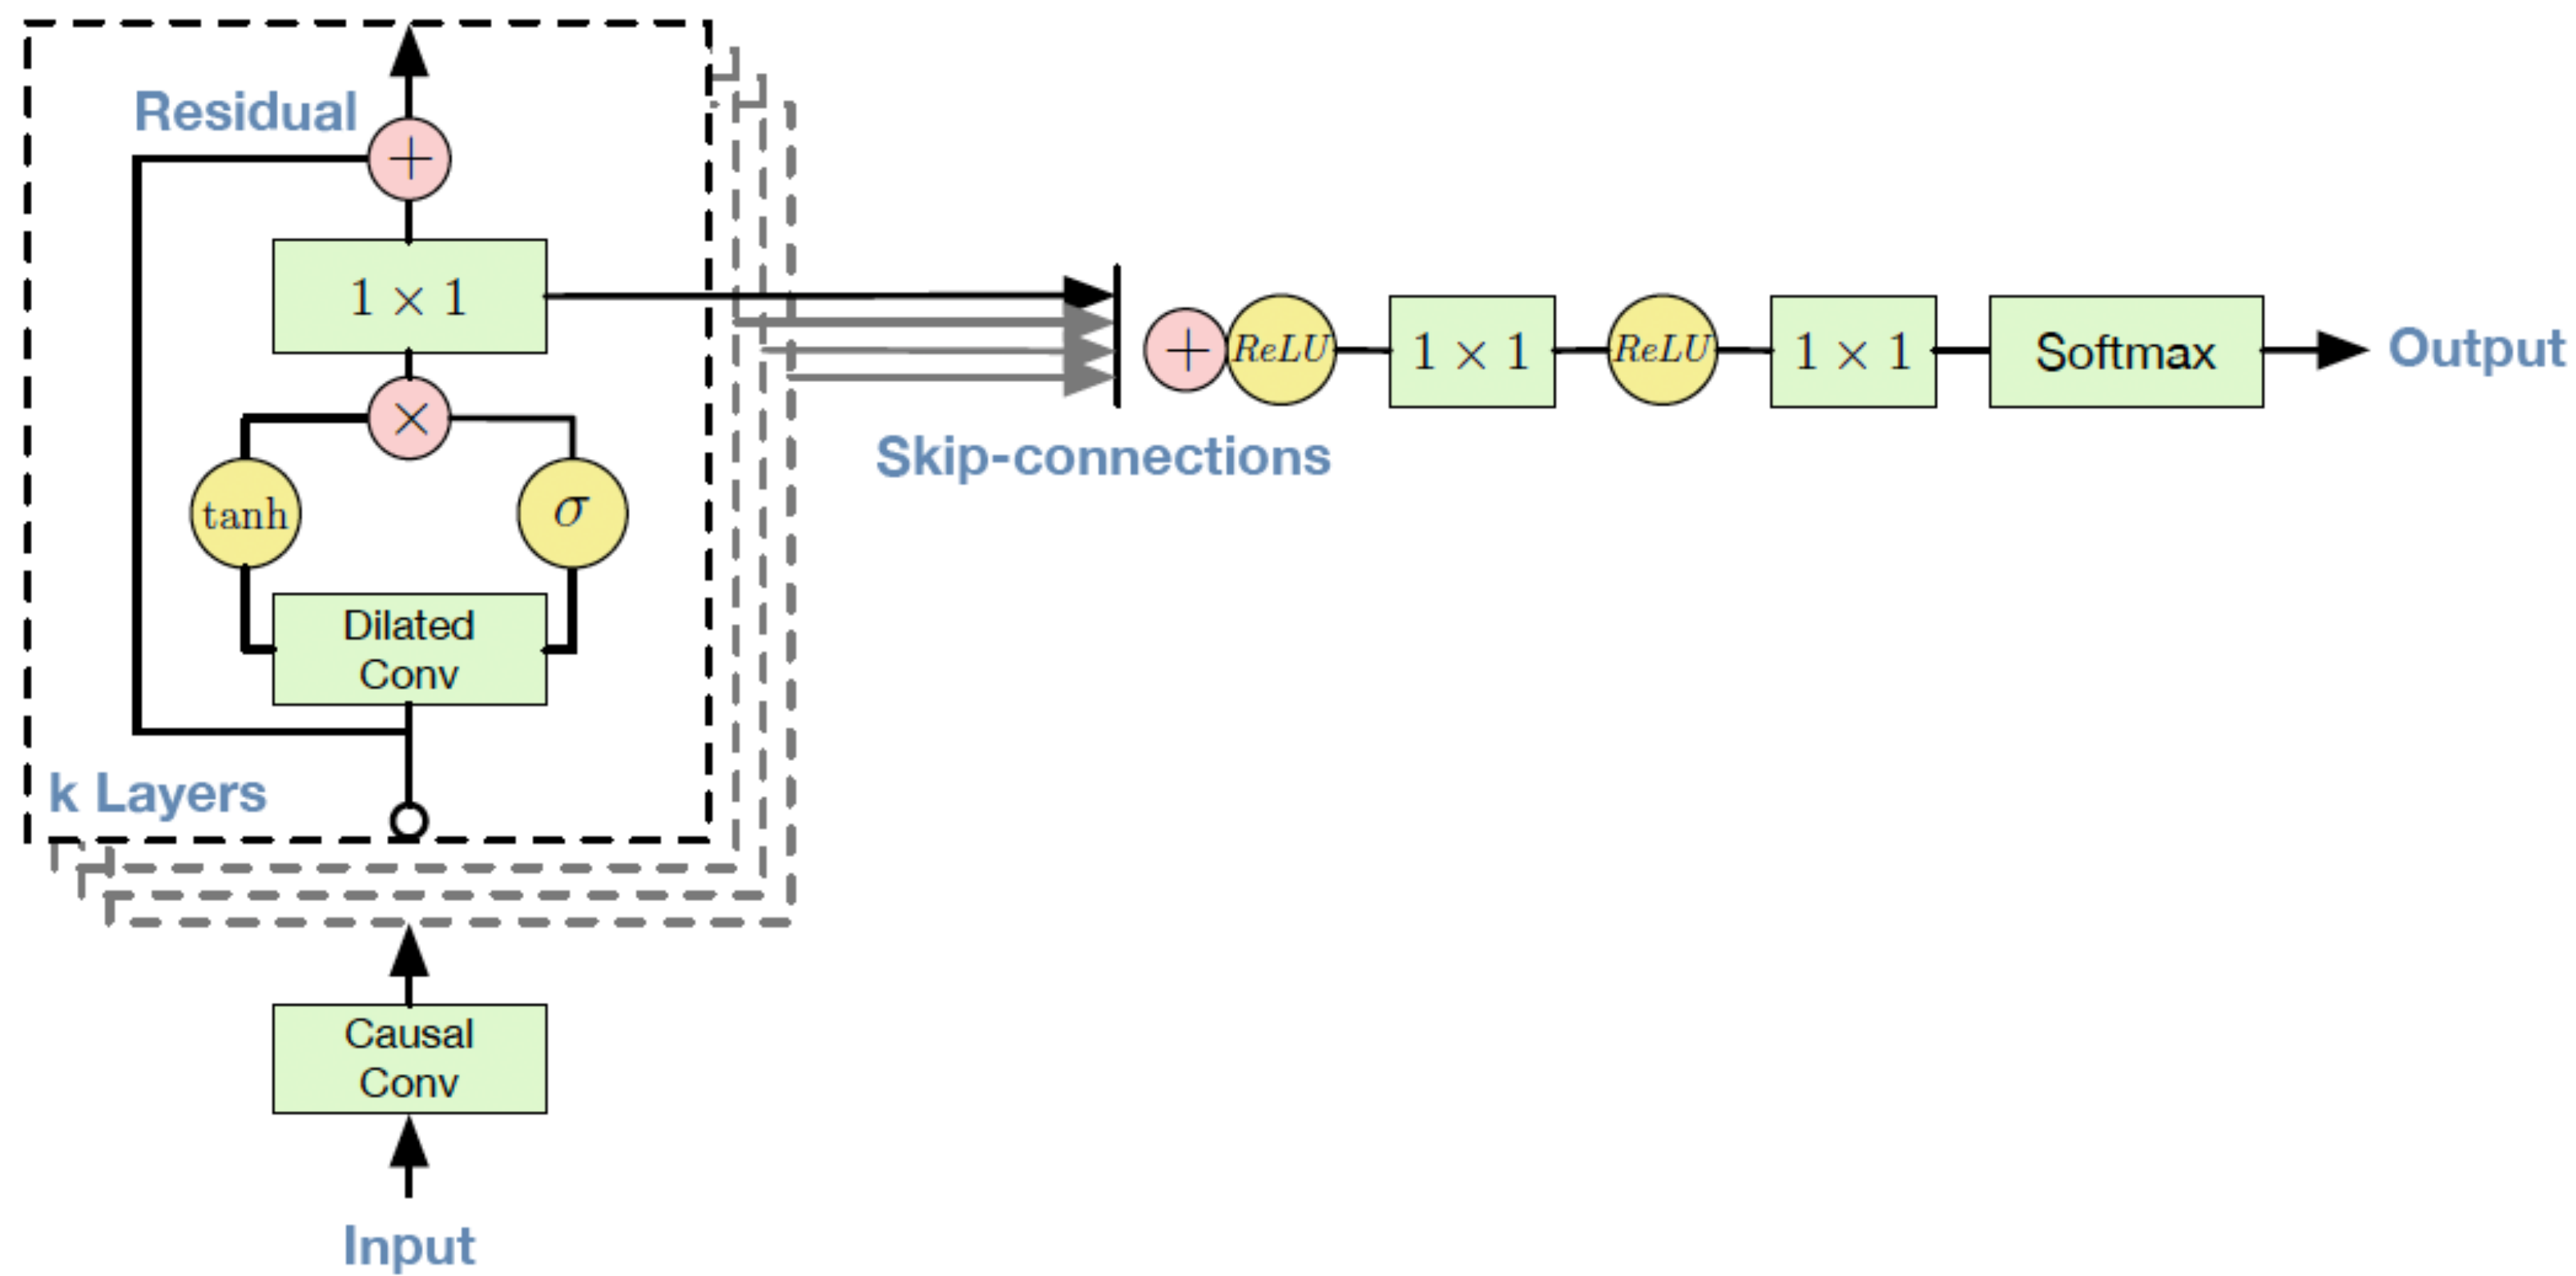 Residual
+
1 × 1
×
tanh
σ
Dilated
Conv
k Layers
Causal
Conv
Input
+
ReLU
1 × 1
ReLU
1 × 1
Softmax
Output
Skip-connections